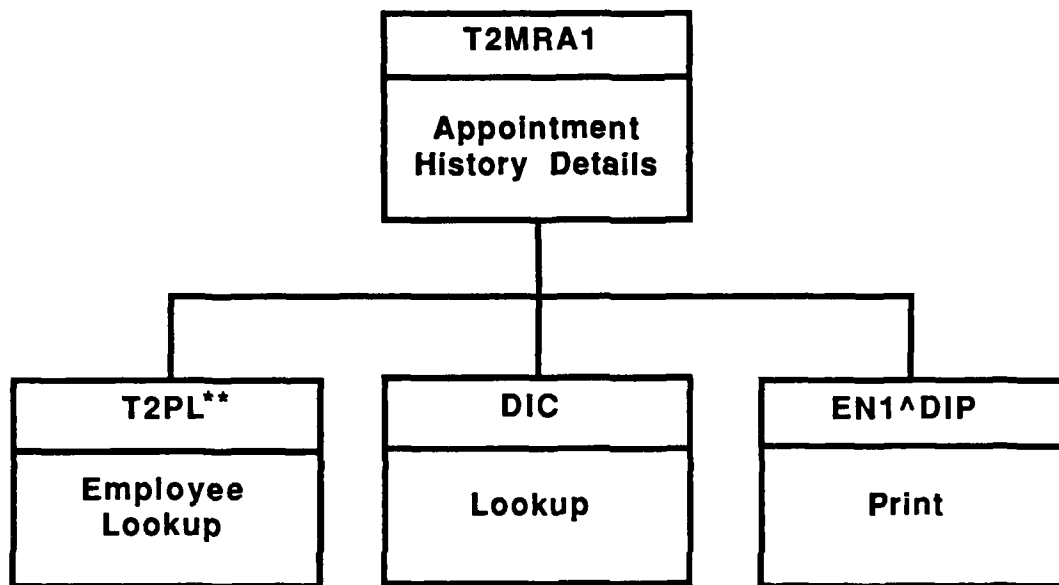 T2MRA1
Appointment
History Details
T2PL**
Employee
Lookup
DIC
Lookup
EN1^DIP
Print